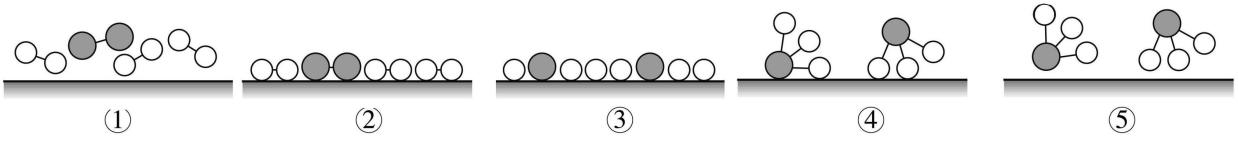 ① ② ③ ④ ⑤